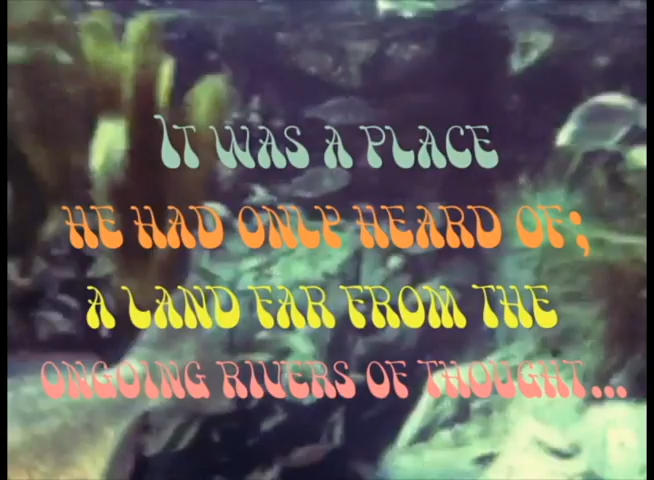 It was a place
he had only heard of;
a land far from the
ongoing rivers of thought...